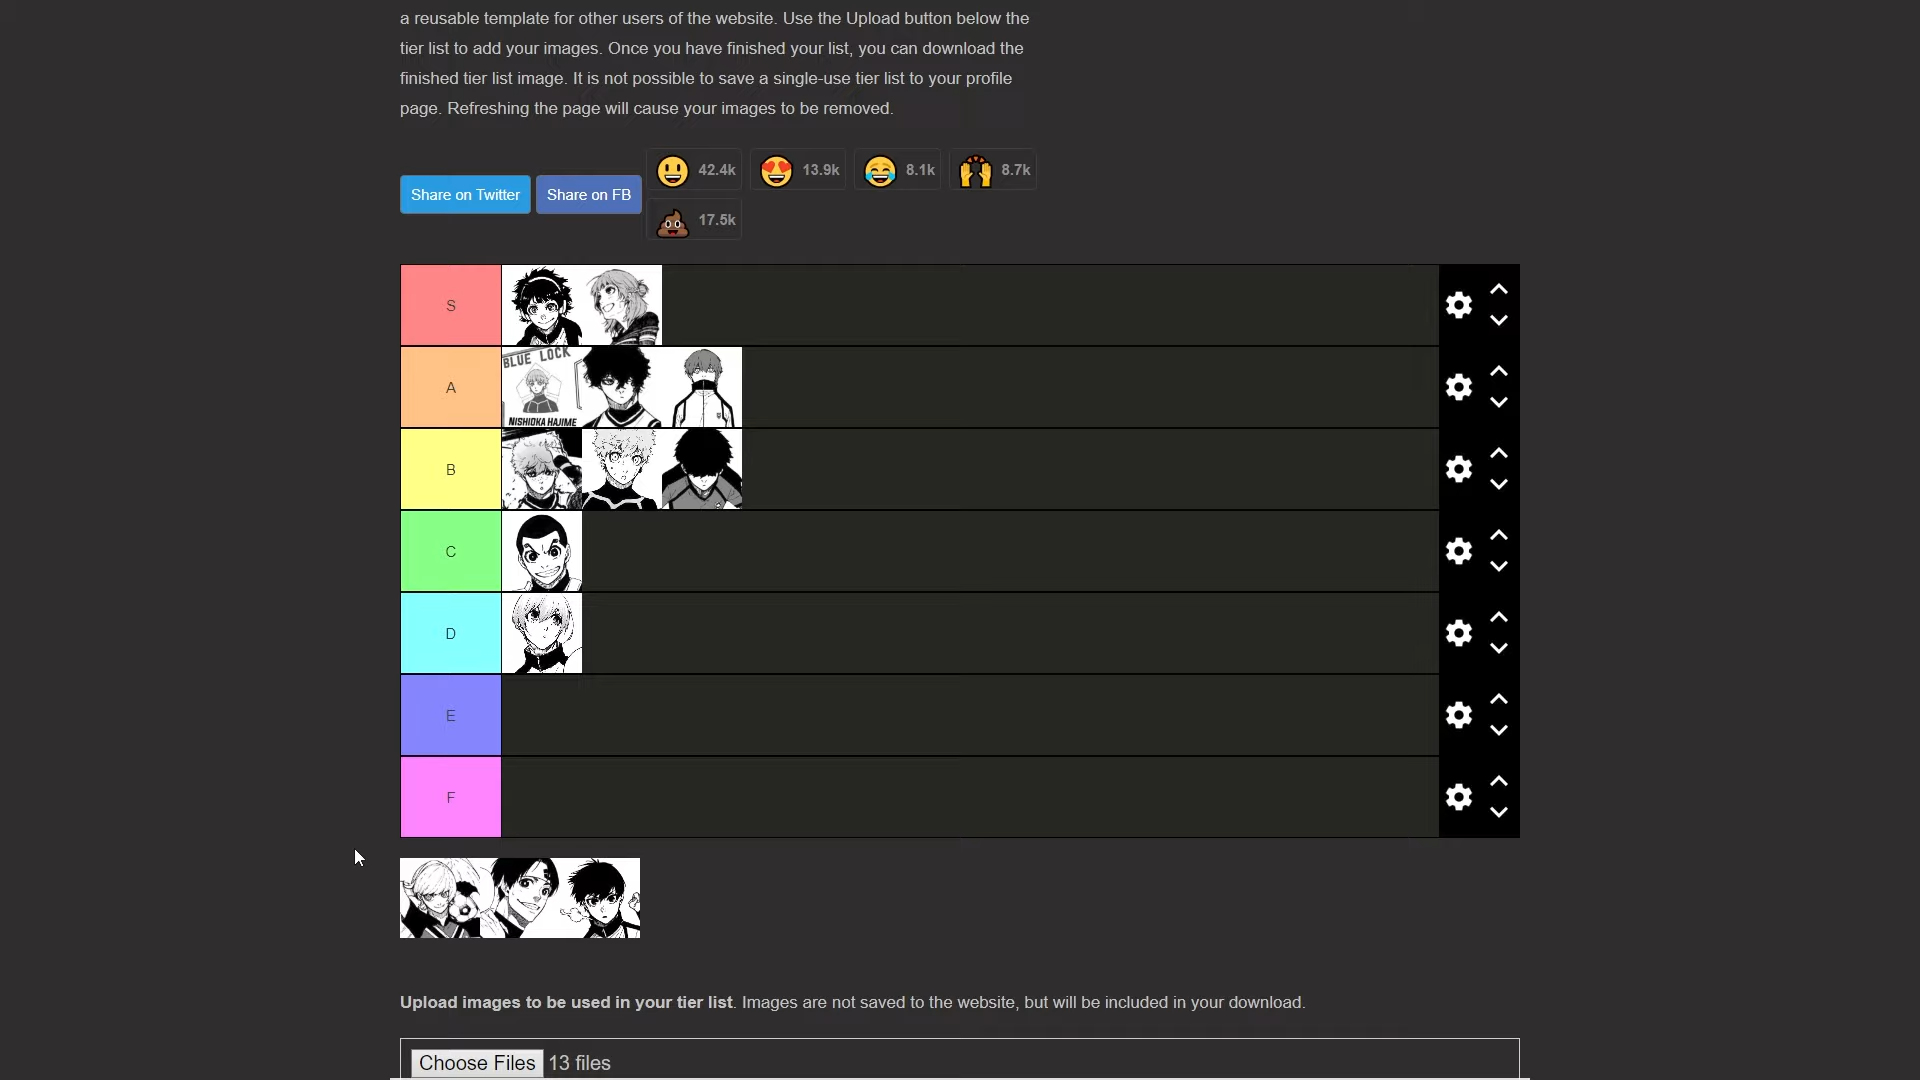 a reusable template for other users of the website. Use the Upload button below the
tier list to add your images. Once you have finished your list, you can download the
finished tier list image. It is not possible to save a single-use tier list to your profile
page. Refreshing the page will cause your images to be removed.
Share on Twitter
Share on FB
42.4k
13.9k
8.1k
8.7k
17.5k
S
A
BLUE LOCK
NISHIOKA HAJIME
B
C
D
E
F
Upload images to be used in your tier list. Images are not saved to the website, but will be included in your download.
Choose Files 13 files